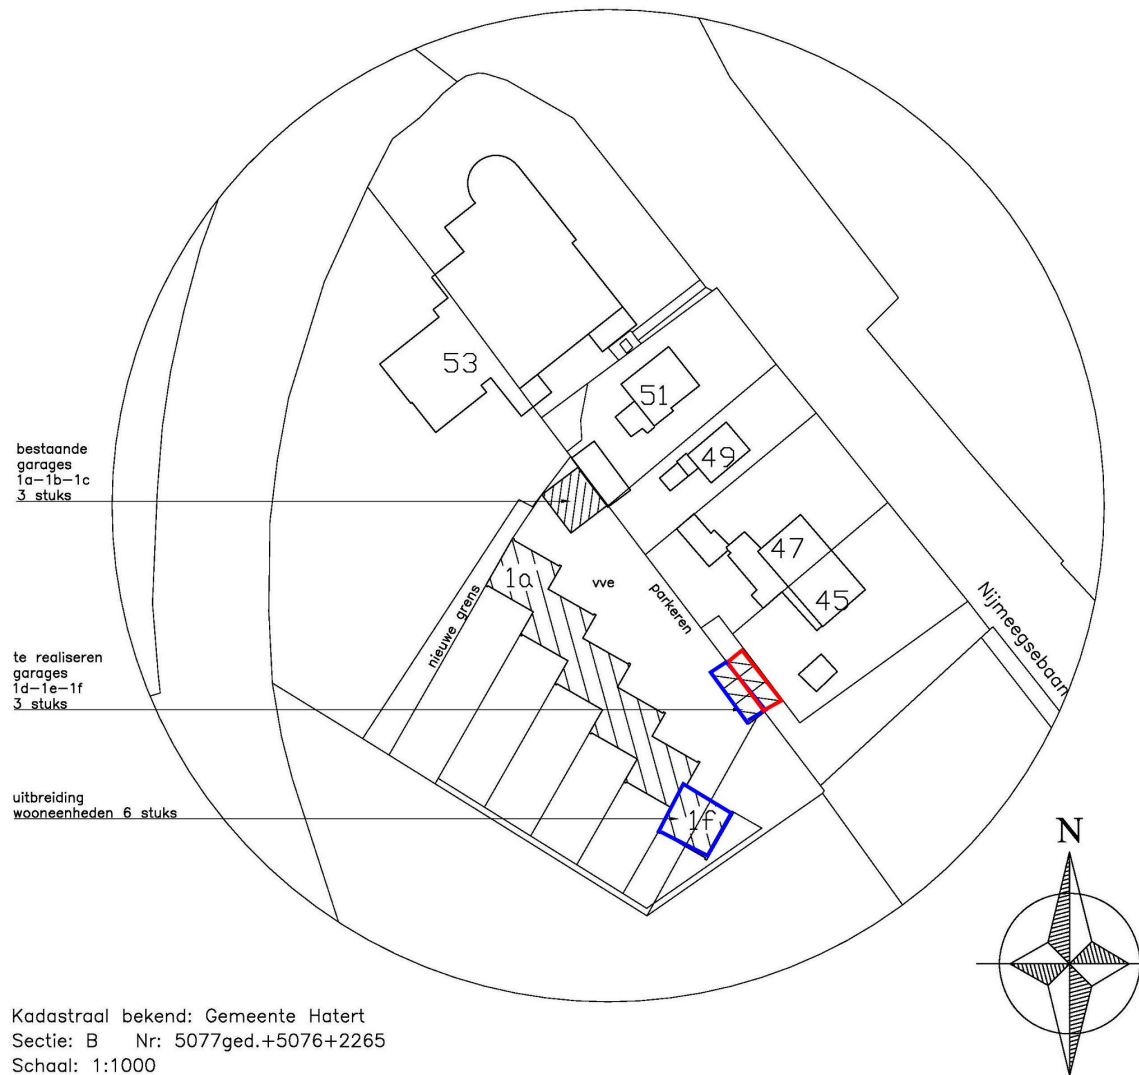 53
51
49
47
45
bestaande
garages
1a-1b-1c
3 stuks
1a
vve
parkeren
nieuwe grens
Nijmeegsebaan
te realiseren
garages
1d-1e-1f
3 stuks
uitbreiding
wooneenheden 6 stuks
1f
N
Kadastraal bekend: Gemeente Hatert
Sectie: B Nr: 5077ged.+5076+2265
Schaal: 1:1000